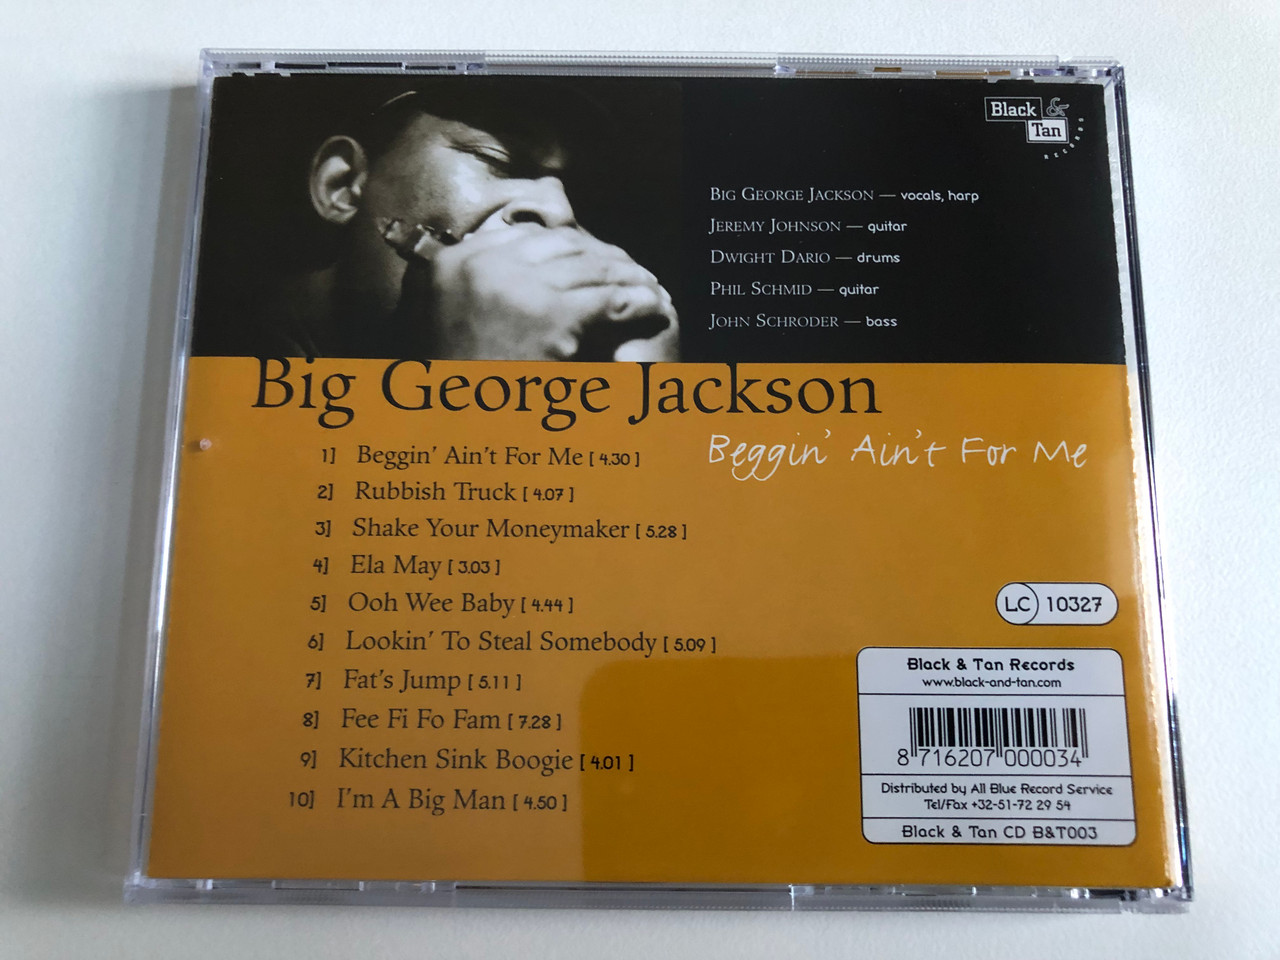 Black &
Tan
RECORDS
BIG GEORGE JACKSON — vocals, harp
JEREMY JOHNSON — guitar
DWIGHT DARIO — drums
PHIL SCHMID — guitar
JOHN SCHRODER — bass
Big George Jackson
Beggin' Ain't For Me
1] Beggin' Ain't For Me [ 4.30 ]
2] Rubbish Truck [ 4.07 ]
3] Shake Your Moneymaker [ 5.28 ]
4] Ela May [ 3.03 ]
5] Ooh Wee Baby [ 4.44 ]
6] Lookin' To Steal Somebody [ 5.09 ]
7] Fat's Jump [ 5.11 ]
8] Fee Fi Fo Fam [ 7.28 ]
9] Kitchen Sink Boogie [ 4.01 ]
10] I'm A Big Man [ 4.50 ]
LC 10327
Black & Tan Records
www.black-and-tan.com
8 716207 000034
Distributed by All Blue Record Service
Tel/Fax +32-51-72 29 54
Black & Tan CD B&T003